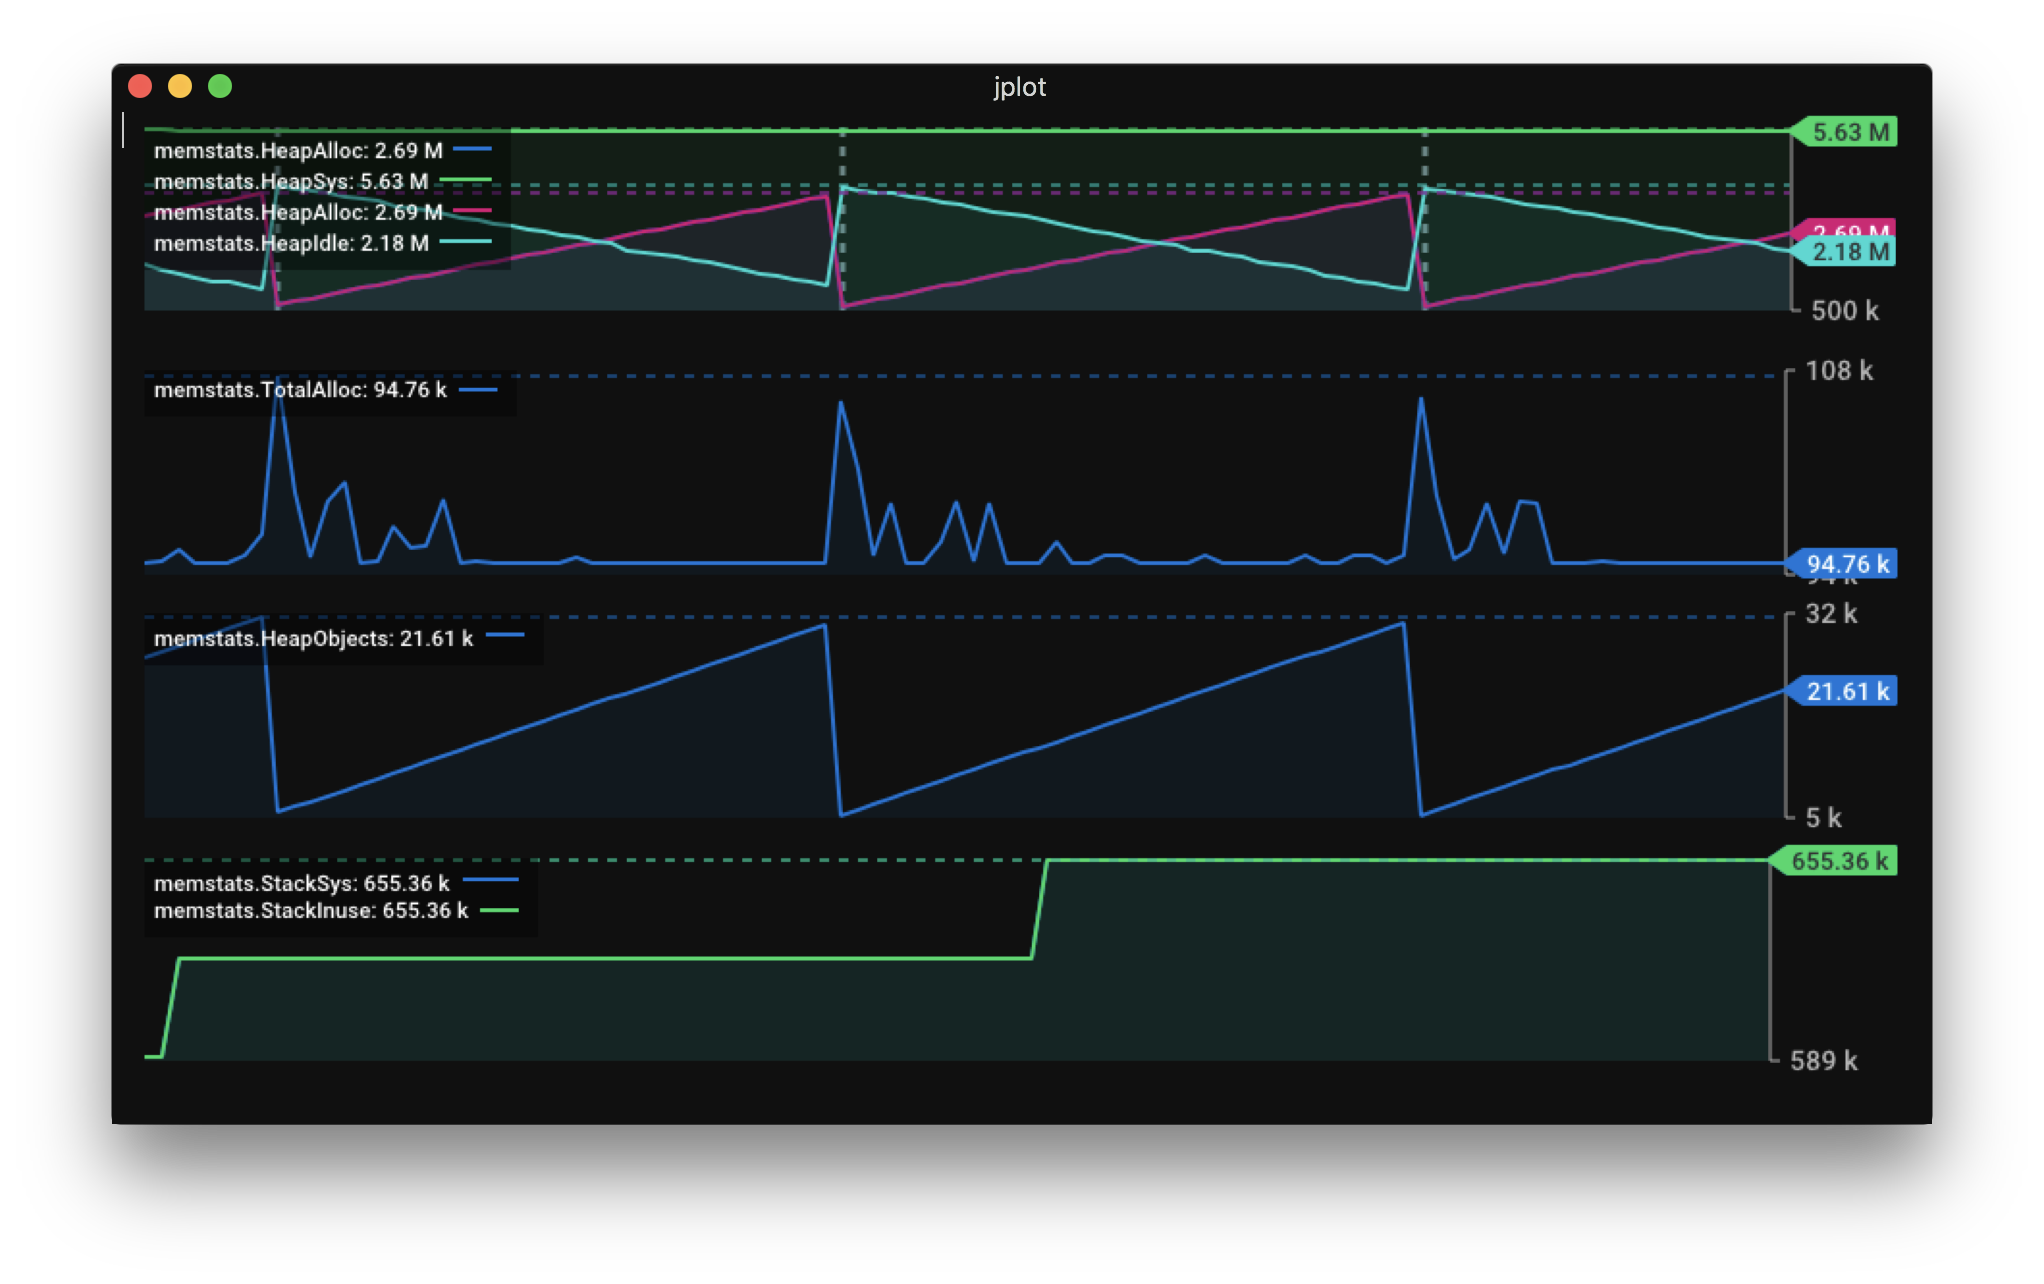 jplot
memstats.HeapAlloc: 2.69 M
memstats.HeapSys: 5.63 M
memstats.HeapAlloc: 2.69 M
memstats.HeapIdle: 2.18 M
5.63 M
2.69 M
2.18 M
500 k
memstats.TotalAlloc: 94.76 k
108 k
94.76 k
94 k
memstats.HeapObjects: 21.61 k
32 k
21.61 k
5 k
memstats.StackSys: 655.36 k
memstats.StackInuse: 655.36 k
655.36 k
589 k